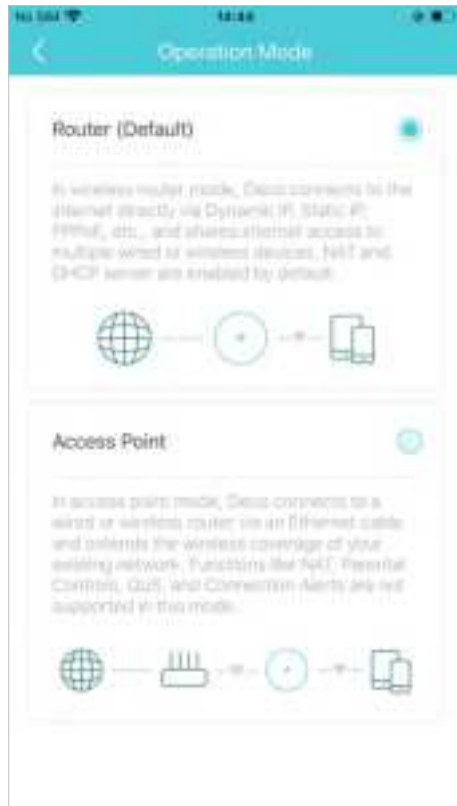 No SIM
14:44
Operation Mode
Router (Default)
In wireless router mode, Deco connects to the
internet directly via Dynamic IP, Static IP,
PPPoE, etc., and shares internet access to
multiple wired or wireless devices. NAT and
DHCP server are enabled by default.
Access Point
In access point mode, Deco connects to a
wired or wireless router via an Ethernet cable
and extends the wireless coverage of your
existing network. Functions like NAT, Parental
Controls, QoS, and Connection Alerts are not
supported in this mode.